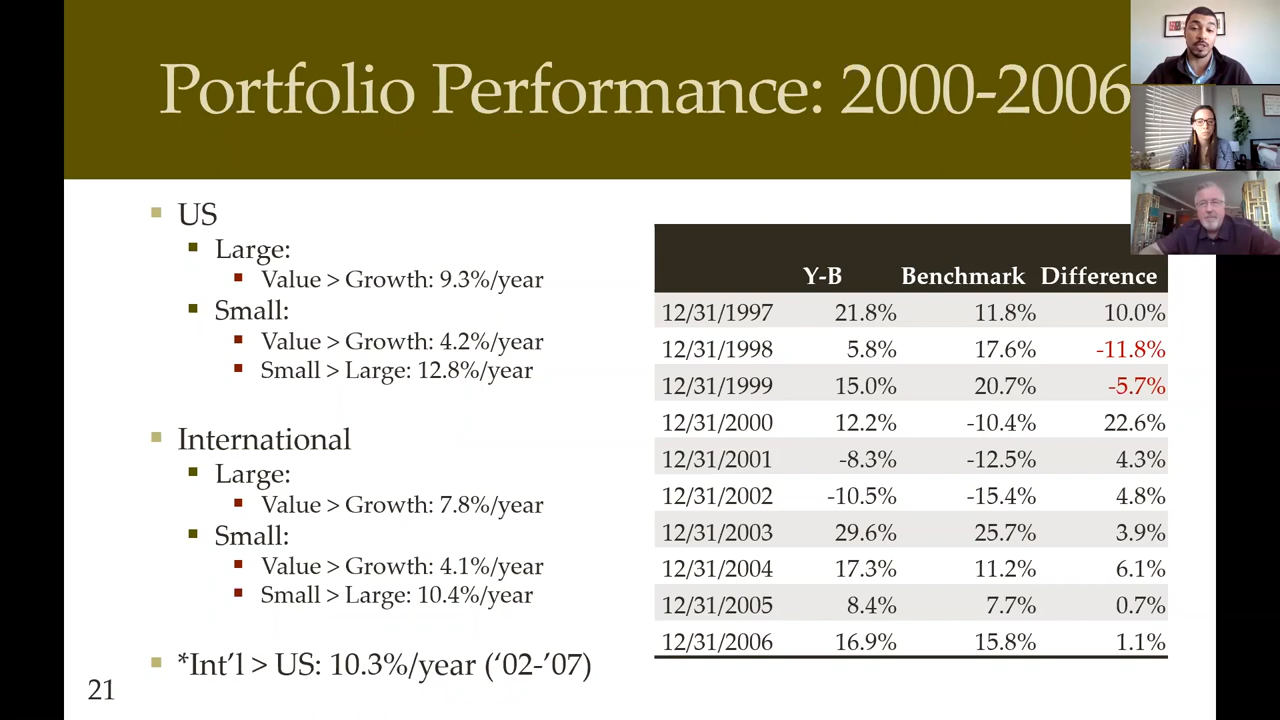 Portfolio Performance: 2000-2006
US
Large:
Value > Growth: 9.3%/year
Small:
Value > Growth: 4.2%/year
Small > Large: 12.8%/year
International
Large:
Value > Growth: 7.8%/year
Small:
Value > Growth: 4.1%/year
Small > Large: 10.4%/year
*Int’l > US: 10.3%/year (‘02-’07)
21
Y-B Benchmark Difference
12/31/1997 21.8% 11.8% 10.0%
12/31/1998 5.8% 17.6% -11.8%
12/31/1999 15.0% 20.7% -5.7%
12/31/2000 12.2% -10.4% 22.6%
12/31/2001 -8.3% -12.5% 4.3%
12/31/2002 -10.5% -15.4% 4.8%
12/31/2003 29.6% 25.7% 3.9%
12/31/2004 17.3% 11.2% 6.1%
12/31/2005 8.4% 7.7% 0.7%
12/31/2006 16.9% 15.8% 1.1%